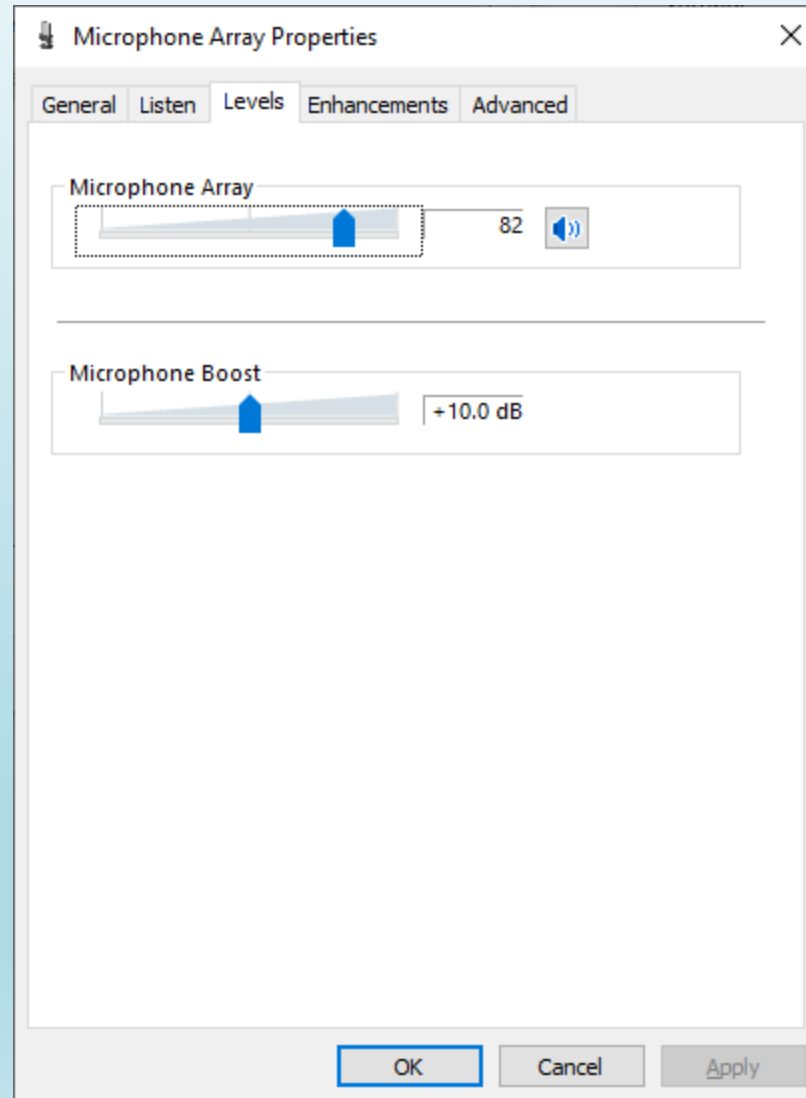 Microphone Array Properties
General Listen Levels Enhancements Advanced
Microphone Array
82
Microphone Boost
+10.0 dB
OK Cancel Apply